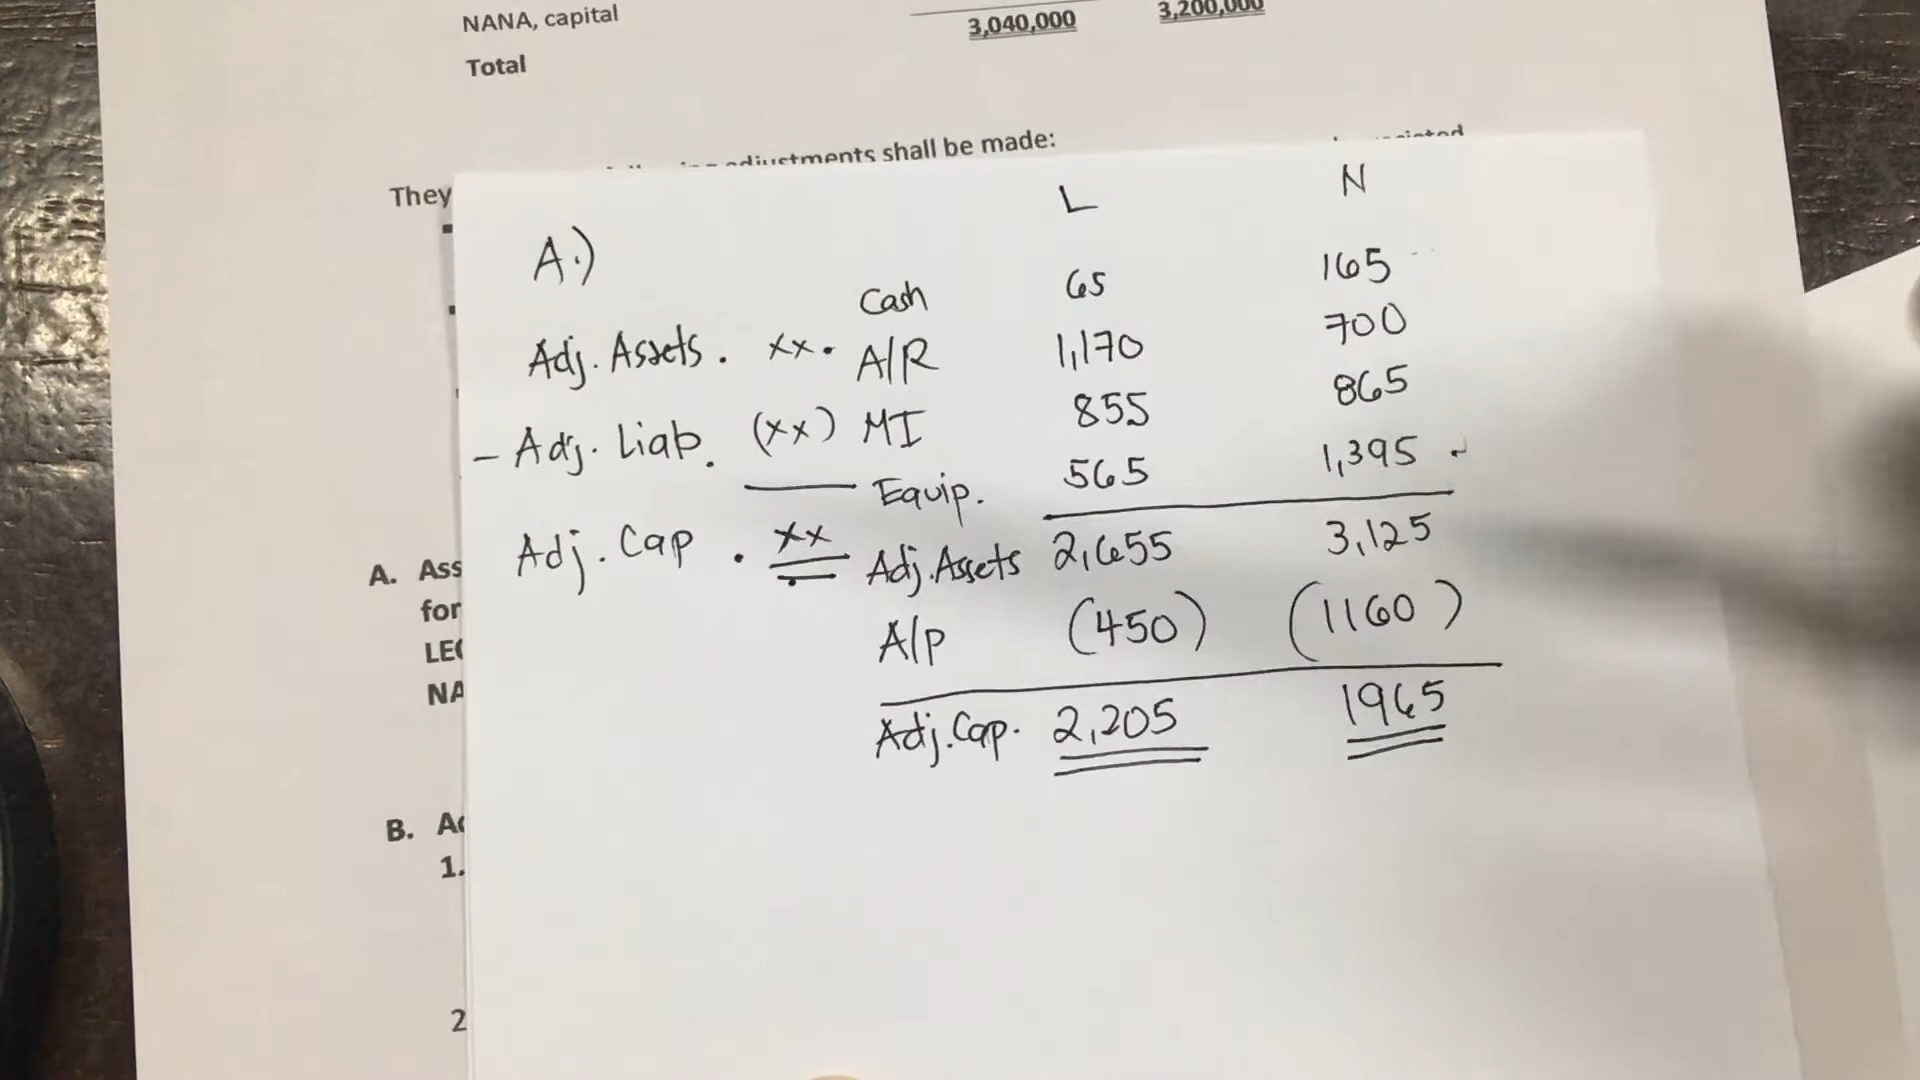 NANA, capital
3,040,000 3,200,000
Total
adjustments shall be made:
They
L N
A.)
Cash 65 165
Adj. Assets. xx. A/R 1,170 700
- Adj. Liab. (xx) MI 855 865
Equip. 565 1,395
Adj. Cap . xx Adj. Assets 2,655 3,125
A/P (450) (1160)
Adj. Cap. 2,205 1965
A. Ass
for
LEO
NA
B. Ad
1.
2